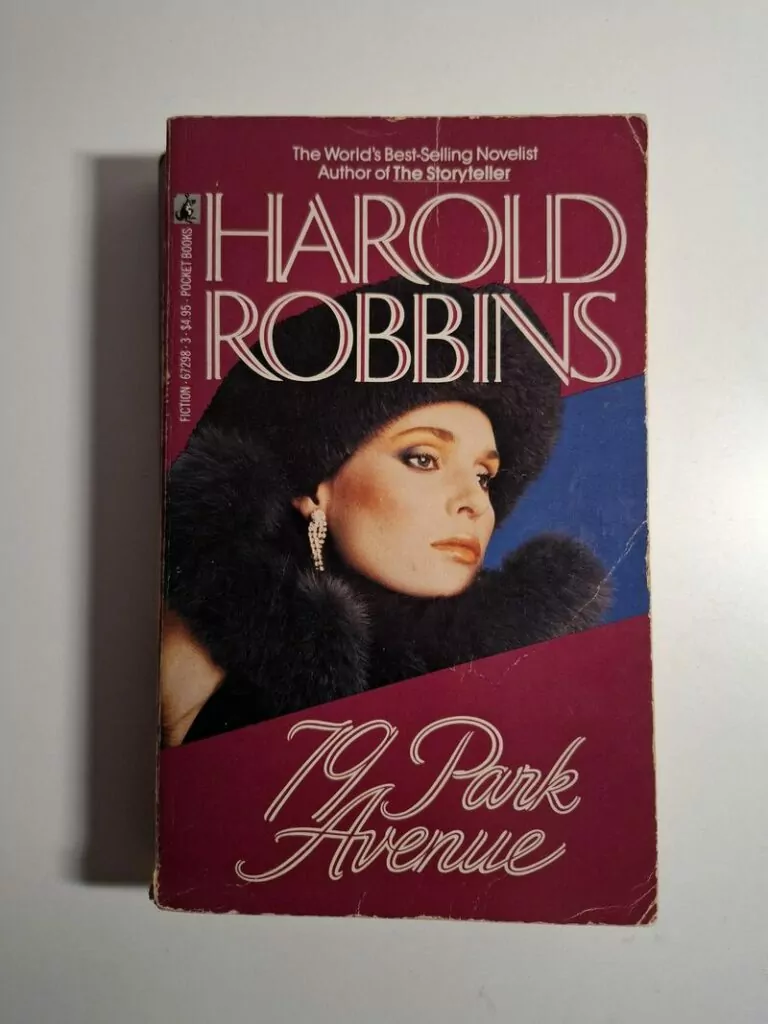 The World's Best-Selling Novelist
Author of The Storyteller
HAROLD
ROBBINS
FICTION · 67298 · 3 · $4.95 · POCKET BOOKS
79 Park
Avenue